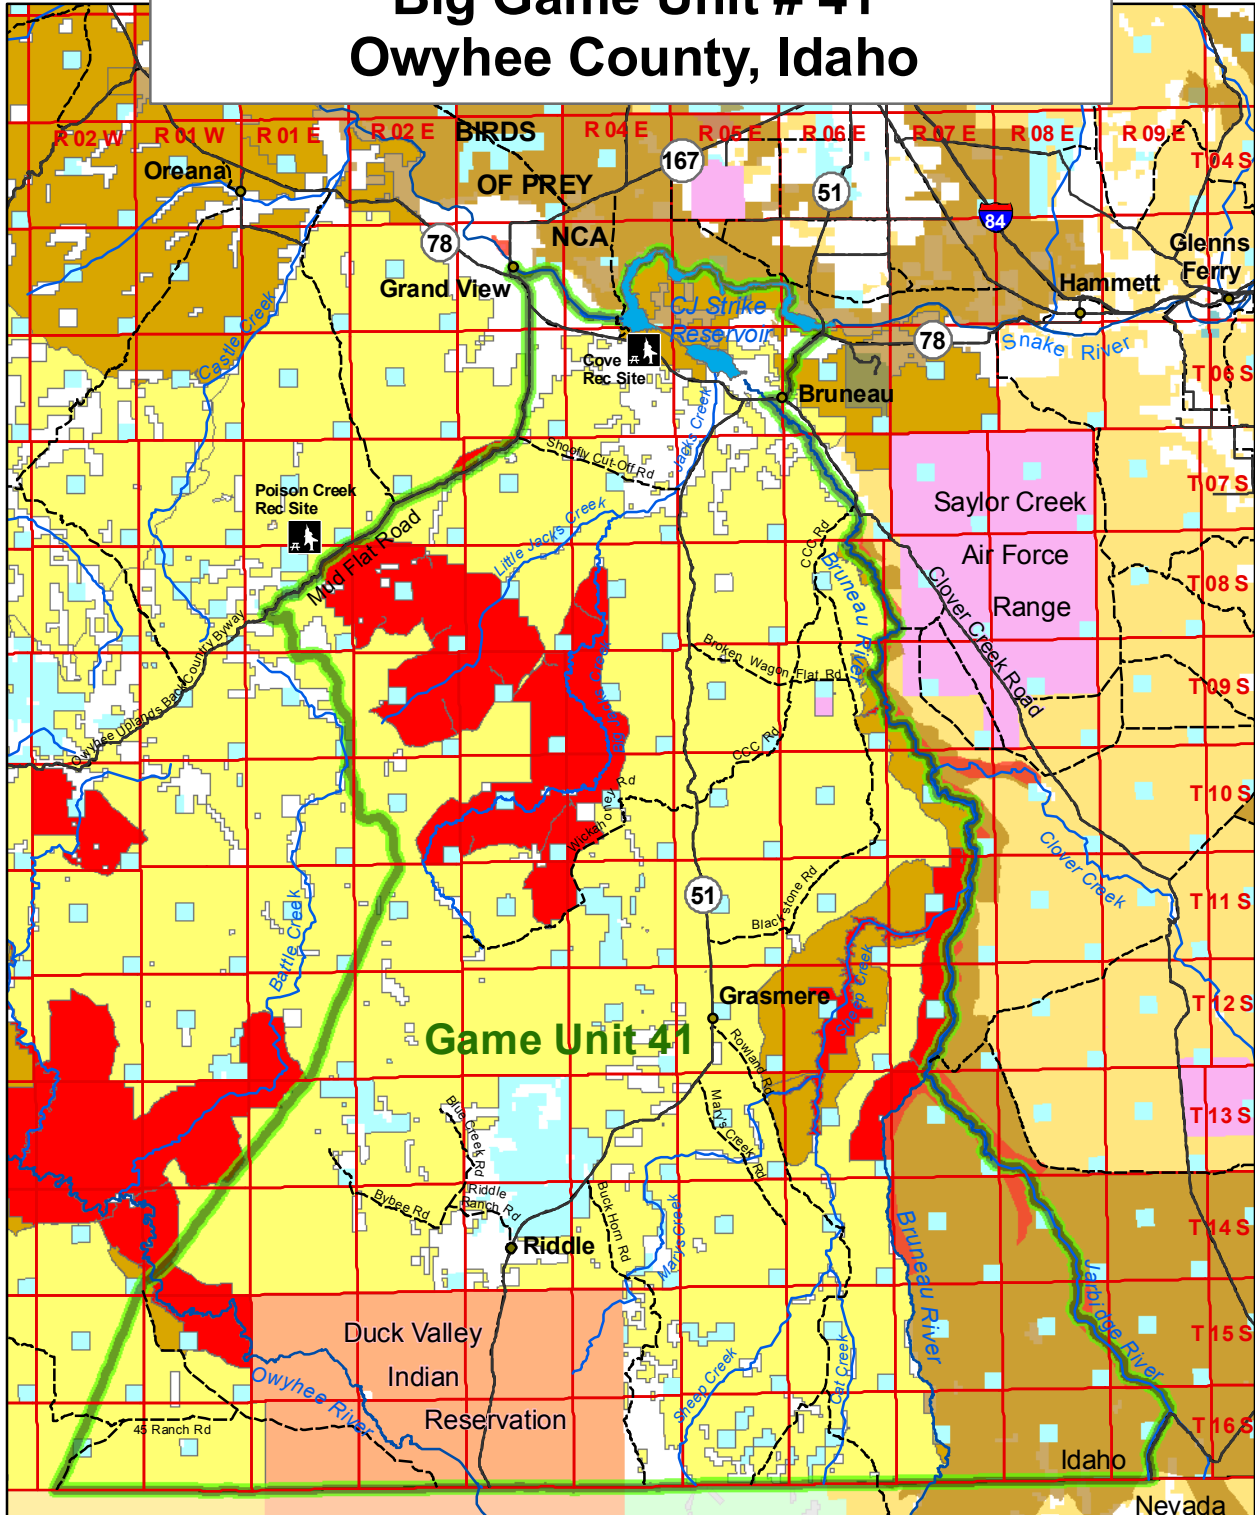 Big Game Unit # 41
Owyhee County, Idaho
R 02 W
R 01 W
R 01 E
R 02 E
BIRDS
R 04 E
R 05 E
R 06 E
R 07 E
R 08 E
R 09 E
T 04 S
Oreana
167
OF PREY
51
84
78
NCA
Glenns
Ferry
Grand View
Hammett
CJ Strike
Reservoir
Castle Creek
78
Snake River
Cove
Rec Site
T 06 S
Bruneau
Jacks Creek
Shoofly Cut-Off Rd
T 07 S
Poison Creek
Rec Site
Saylor Creek
Air Force
Range
Little Jacks Creek
Mud Flat Road
CCC Rd
Bruneau River
Clover Creek Road
T 08 S
Owyhee Uplands Back Country Byway
Broken Wagon Flat Rd
T 09 S
CCC Rd
Wickahoney Rd
T 10 S
Clover Creek
51
Blackstone Rd
T 11 S
Battle Creek
Sheep Creek
Grasmere
T 12 S
Game Unit 41
Rowland Rd
Blue Creek Rd
Mary's Creek Rd
T 13 S
Bybee Rd
Riddle
Ranch Rd
Buck Horn Rd
Marys Creek
Riddle
Bruneau River
T 14 S
Jarbidge River
Duck Valley
Indian
Reservation
T 15 S
Owyhee River
Sheep Creek
Cat Creek
45 Ranch Rd
T 16 S
Idaho
Nevada